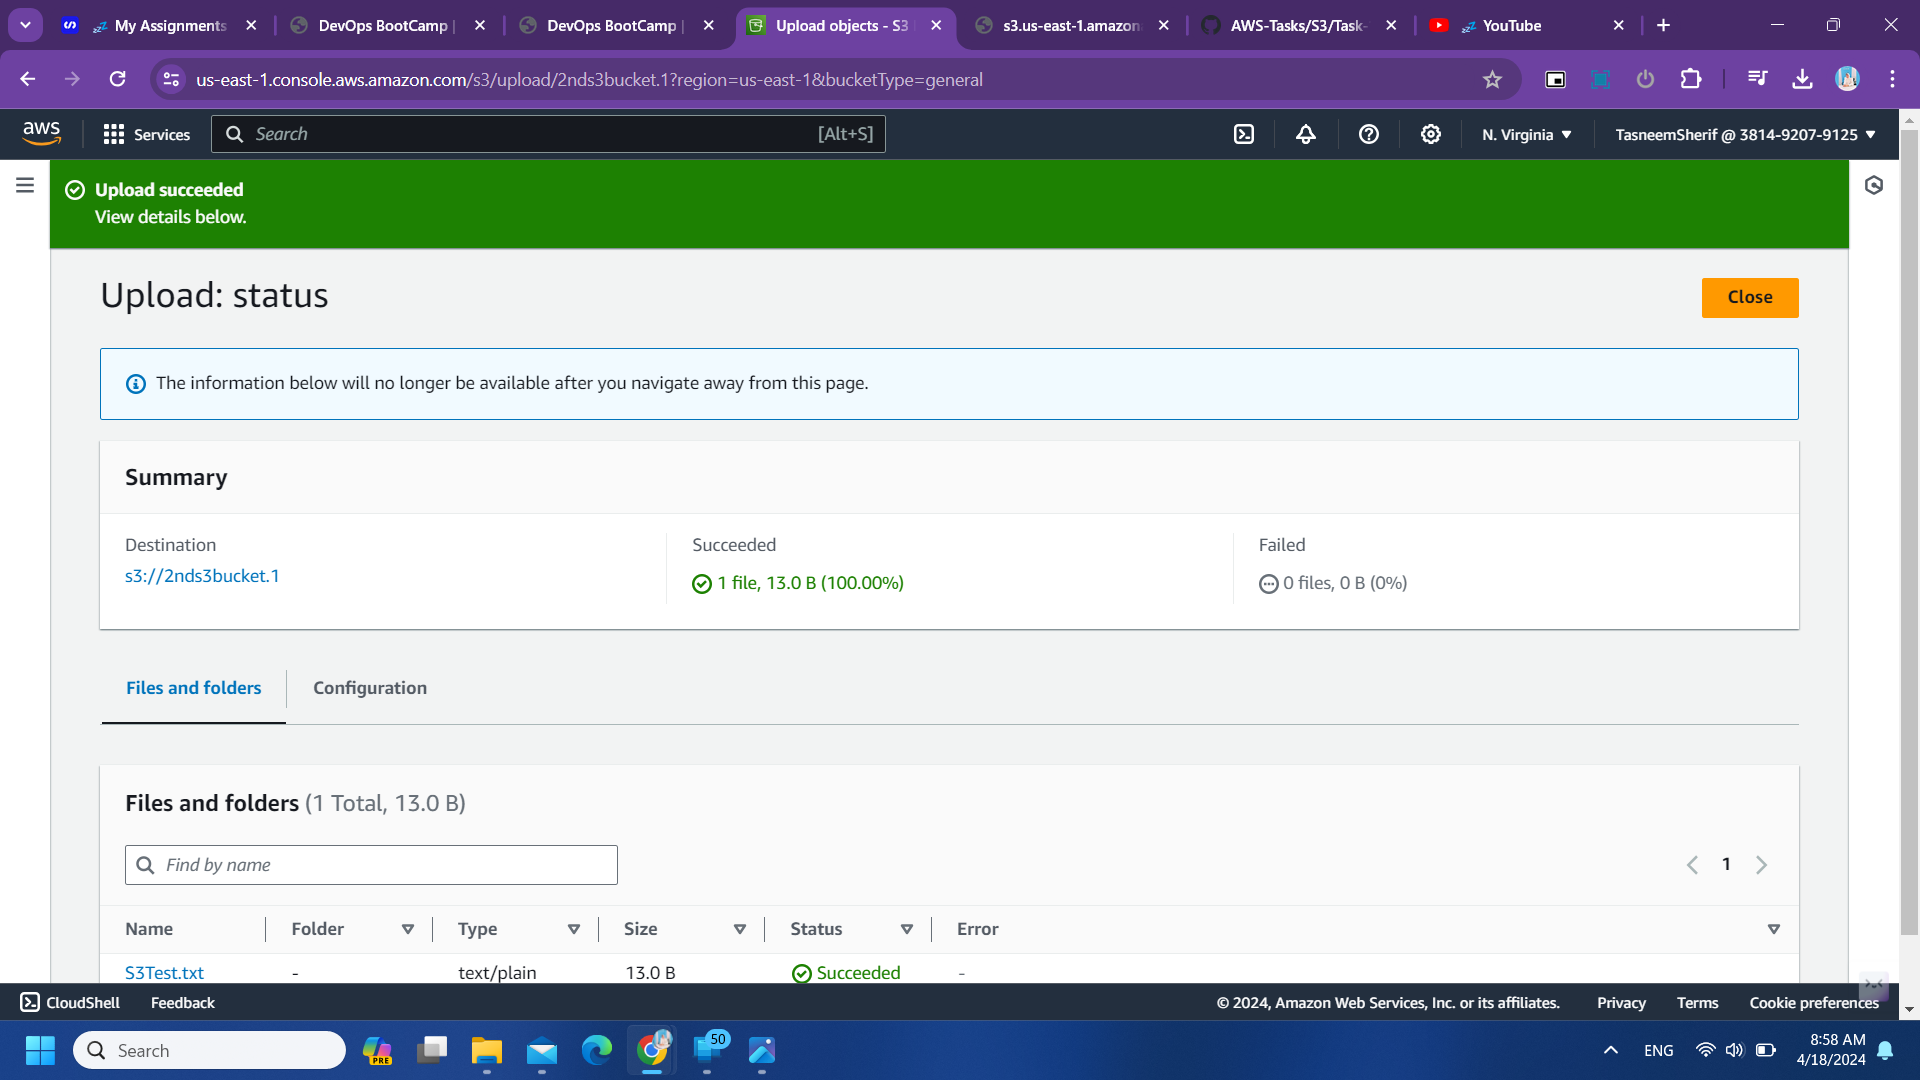 My Assignments
DevOps BootCamp |
DevOps BootCamp |
Upload objects - S3
s3.us-east-1.amazon
AWS-Tasks/S3/Task-
YouTube
us-east-1.console.aws.amazon.com/s3/upload/2nds3bucket.1?region=us-east-1&bucketType=general
aws
Services
Search
[Alt+S]
N. Virginia
TasneemSherif @ 3814-9207-9125
Upload succeeded
View details below.
Upload: status
Close
The information below will no longer be available after you navigate away from this page.
Summary
Destination
s3://2nds3bucket.1
Succeeded
1 file, 13.0 B (100.00%)
Failed
0 files, 0 B (0%)
Files and folders
Configuration
Files and folders (1 Total, 13.0 B)
Find by name
1
Name Folder Type Size Status Error
S3Test.txt - text/plain 13.0 B Succeeded -
CloudShell Feedback
© 2024, Amazon Web Services, Inc. or its affiliates. Privacy Terms Cookie preferences
Search
PRE
50
ENG
8:58 AM
4/18/2024